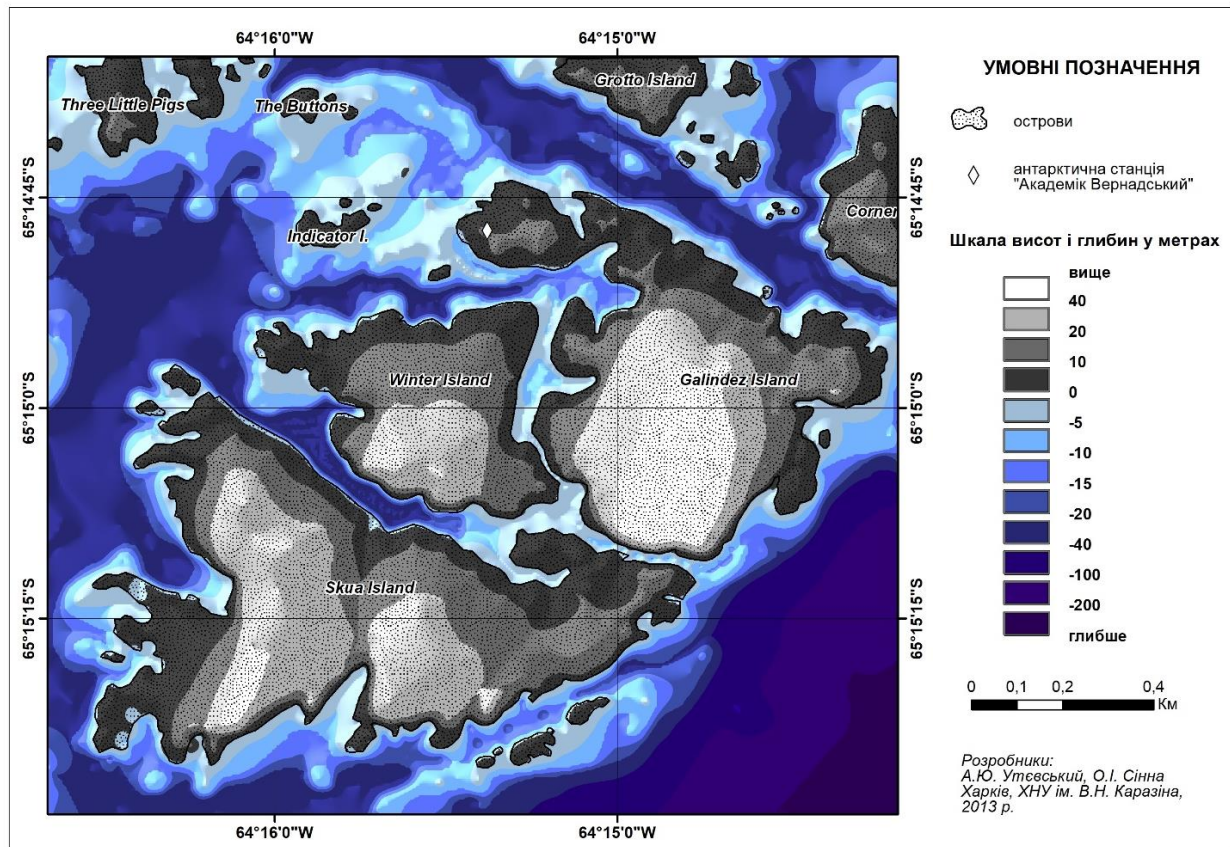 64°16'0"W
64°15'0"W
Three Little Pigs
The Buttons
Grotto Island
65°14'45"S
65°14'45"S
Indicator I.
Corner
Winter Island
Galindez Island
65°15'0"S
65°15'0"S
Skua Island
65°15'15"S
65°15'15"S
64°16'0"W
64°15'0"W
УМОВНІ ПОЗНАЧЕННЯ
острови
антарктична станція
"Академік Вернадський"
Шкала висот і глибин у метрах
вище
40
20
10
0
-5
-10
-15
-20
-40
-100
-200
глибше
0 0,1 0,2 0,4
Км
Розробники:
А.Ю. Утєвський, О.І. Сінна
Харків, ХНУ ім. В.Н. Каразіна,
2013 р.